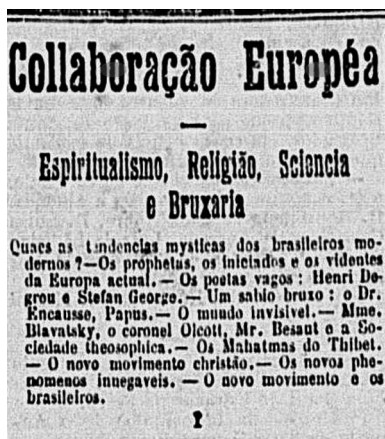 Collaboração Européa
Espiritualismo, Religião, Sciencia
e Bruxaria
Quaes as tendencias mysticas dos brasileiros mo-
dernos ?—Os prophetas, os iniciados e os videntes
da Europa actual.— Os poetas vagos : Henri De-
grou e Stefan George.— Um sabio bruxo : o Dr.
Encausse, Papus.— O mundo invisivel.— Mme.
Blavatsky, o coronel Olcott, Mr. Besant e a So-
ciedade theosophica.— Os Mahatmas do Thibet.
— O novo movimento christão.— Os novos phe-
nomenos innegaveis. — O novo movimento e os
brasileiros.
I